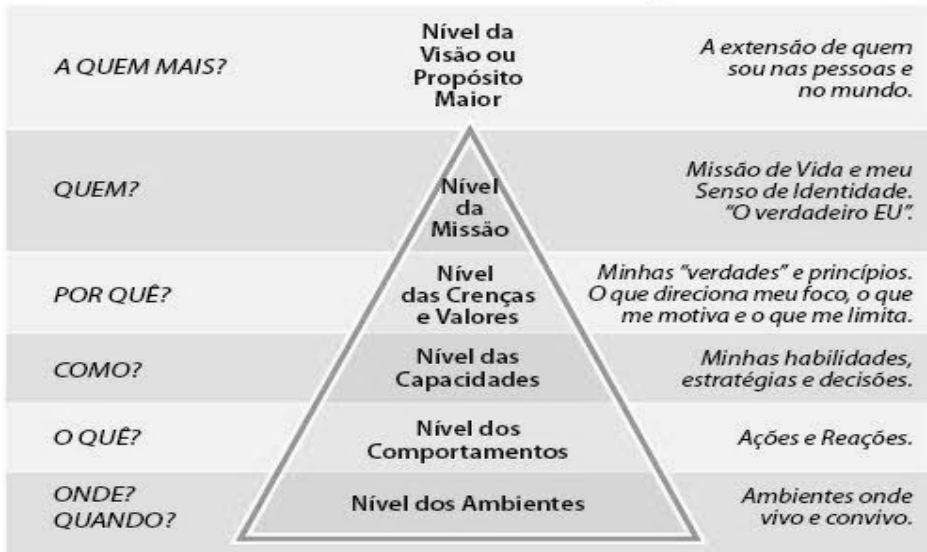 A QUEM MAIS?
Nível da
Visão ou
Propósito
Maior
A extensão de quem
sou nas pessoas e
no mundo.
QUEM?
Nível
da
Missão
Missão de Vida e meu
Senso de Identidade.
“O verdadeiro EU”.
POR QUÊ?
Nível
das Crenças
e Valores
Minhas “verdades” e princípios.
O que direciona meu foco, o que
me motiva e o que me limita.
COMO?
Nível das
Capacidades
Minhas habilidades,
estratégias e decisões.
O QUÊ?
Nível dos
Comportamentos
Ações e Reações.
ONDE?
QUANDO?
Nível dos Ambientes
Ambientes onde
vivo e convivo.